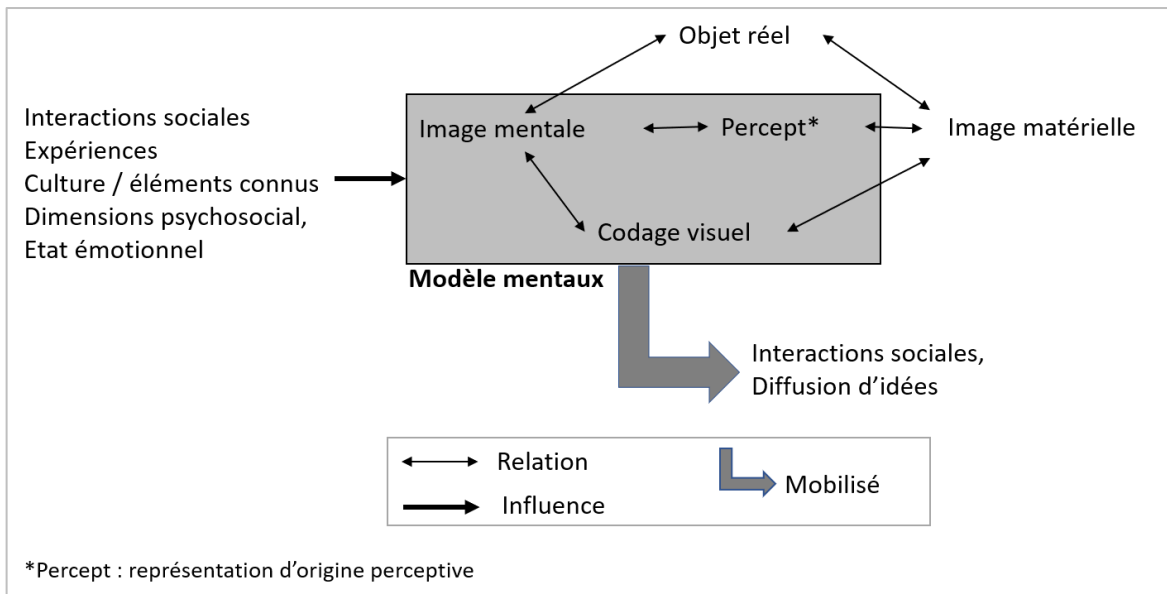 Objet réel
Interactions sociales
Expériences
Culture / éléments connus
Dimensions psychosocial,
Etat émotionnel
Image mentale
Percept*
Image matérielle
Codage visuel
Modèle mentaux
Interactions sociales,
Diffusion d'idées
Relation
Influence
Mobilisé
*Percept : représentation d'origine perceptive